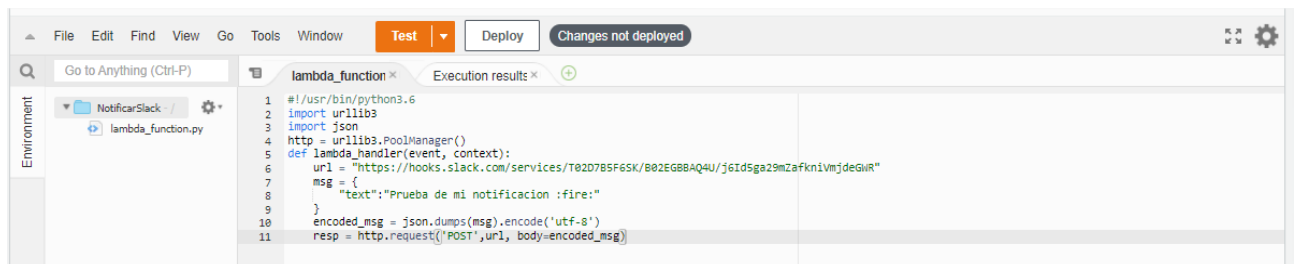 File Edit Find View Go Tools Window Test Deploy Changes not deployed
Go to Anything (Ctrl-P)
lambda_function × Execution results ×
Environment
NotificarSlack - /
lambda_function.py
1 #!/usr/bin/python3.6
2 import urllib3
3 import json
4 http = urllib3.PoolManager()
5 def lambda_handler(event, context):
6 url = "https://hooks.slack.com/services/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"
7 msg = {
8 "text":"Prueba de mi notificacion :fire:"
9 }
10 encoded_msg = json.dumps(msg).encode('utf-8')
11 resp = http.request('POST',url, body=encoded_msg)